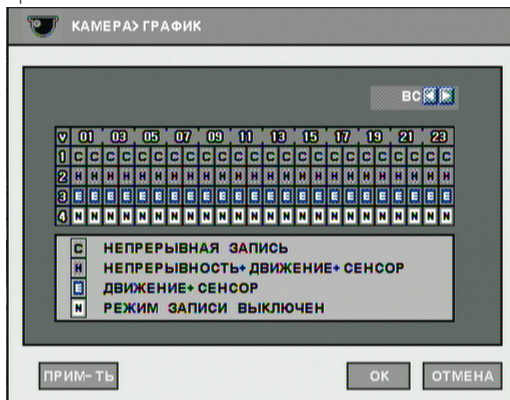 КАМЕРА> ГРАФИК
ВС
V 01 03 05 07 09 11 13 15 17 19 21 23
1 C C C C C C C C C C C C C C C C C C C C C C C C
2 H H H H H H H H H H H H H H H H H H H H H H H H
3 E E E E E E E E E E E E E E E E E E E E E E E E
4 N N N N N N N N N N N N N N N N N N N N N N N N
C НЕПРЕРЫВНАЯ ЗАПИСЬ
H НЕПРЕРЫВНОСТЬ+ ДВИЖЕНИЕ+ СЕНСОР
E ДВИЖЕНИЕ+ СЕНСОР
N РЕЖИМ ЗАПИСИ ВЫКЛЮЧЕН
ПРИМ-ТЬ ОК ОТМЕНА